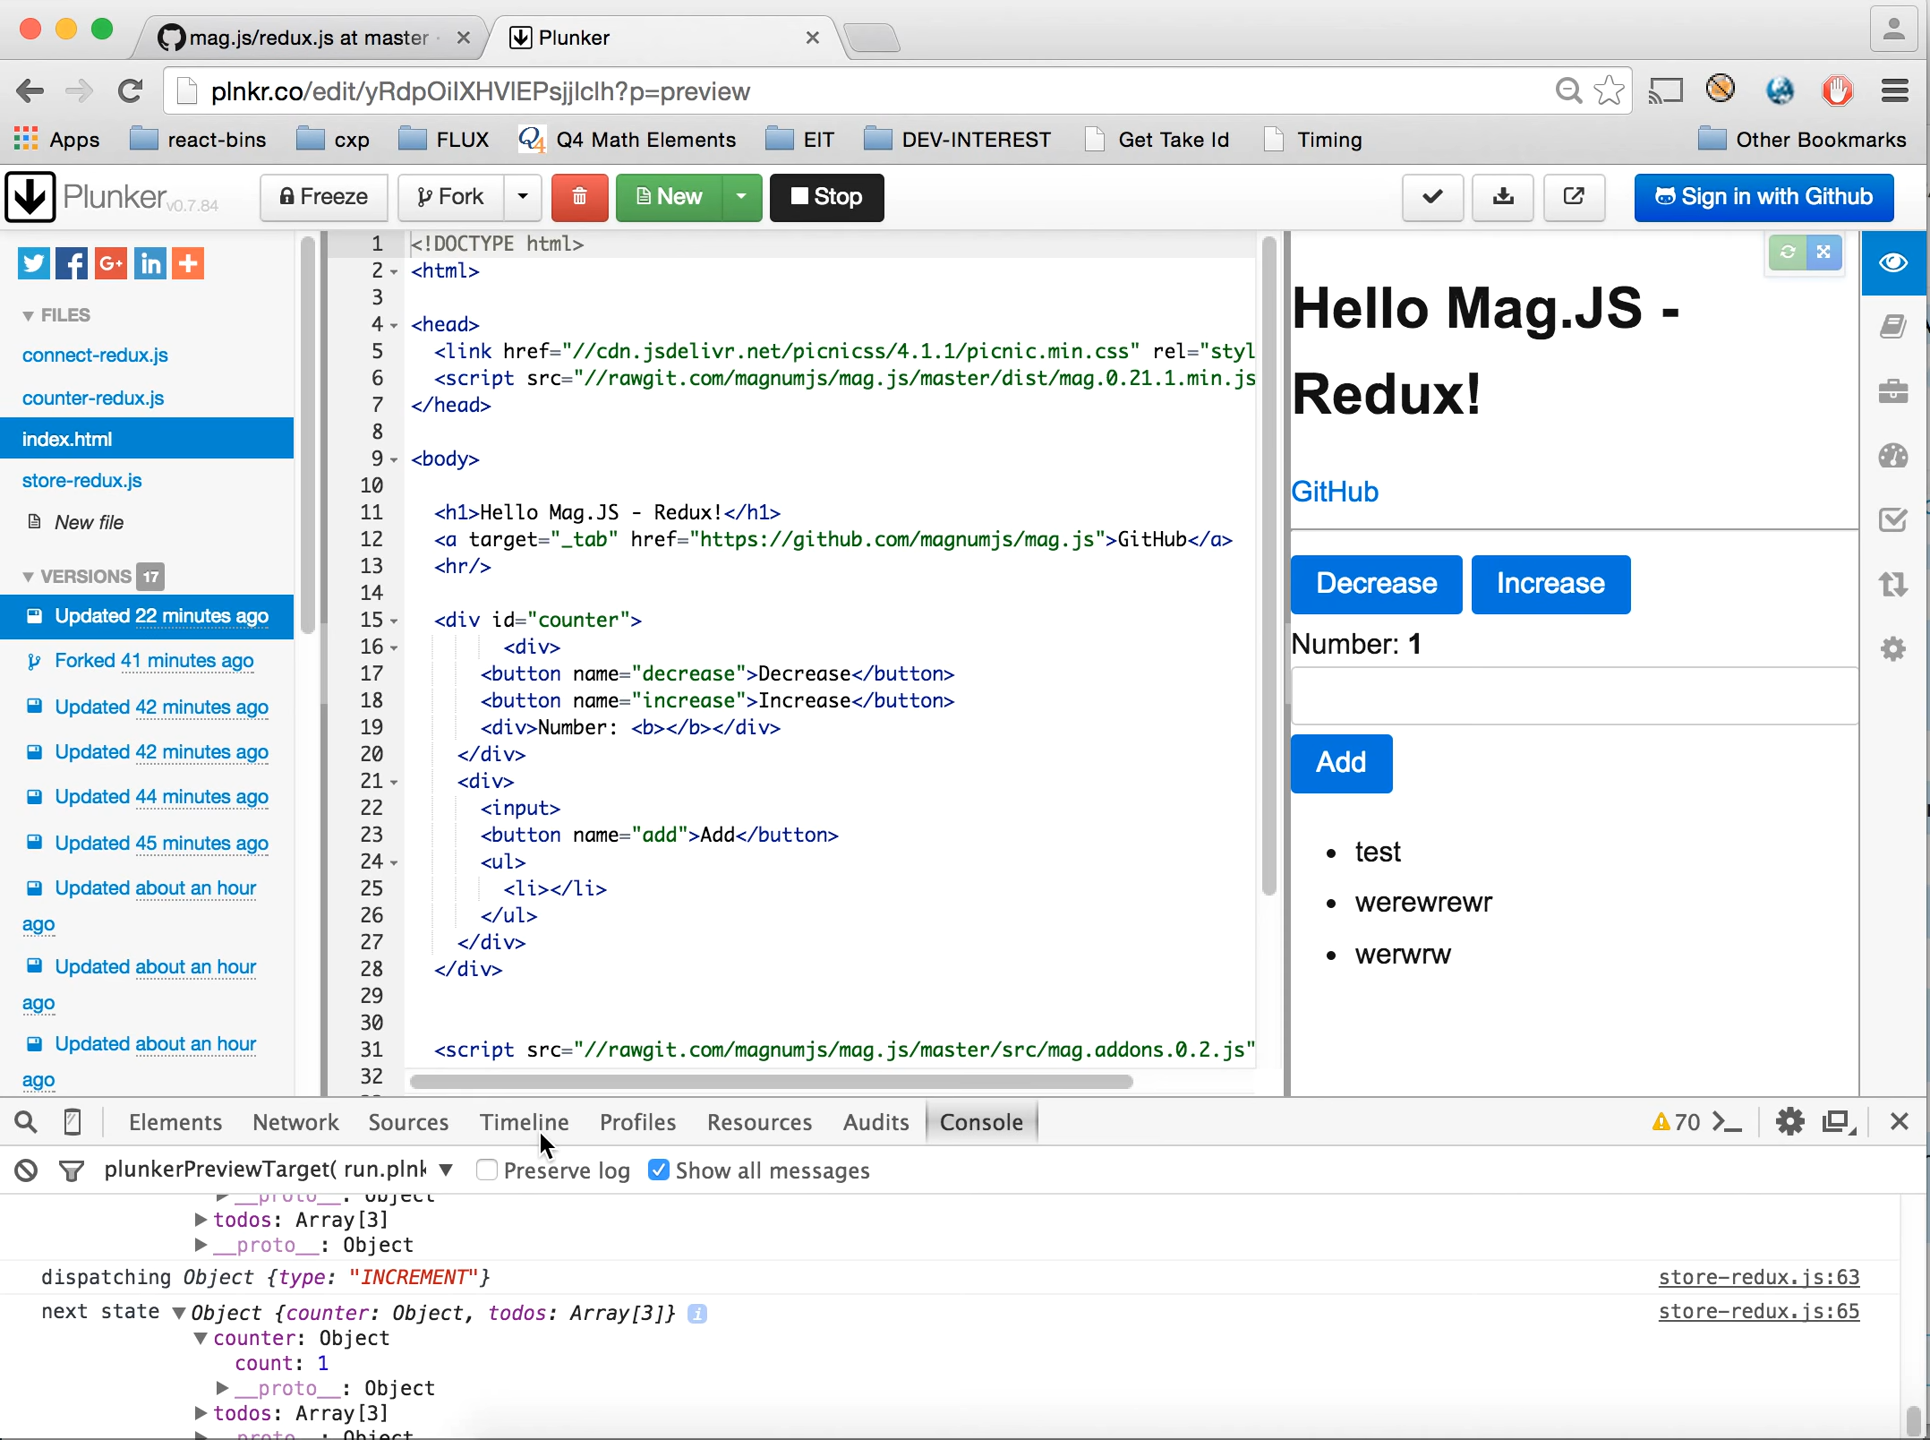 mag.js/redux.js at master
Plunker
plnkr.co/edit/yRdpOiIXHVIEPsjjlclh?p=preview
Apps react-bins cxp FLUX Q4 Math Elements EIT DEV-INTEREST Get Take Id Timing Other Bookmarks
Plunker v0.7.84 Freeze Fork New Stop Sign in with Github
FILES
connect-redux.js
counter-redux.js
index.html
store-redux.js
New file
VERSIONS 17
Updated 22 minutes ago
Forked 41 minutes ago
Updated 42 minutes ago
Updated 42 minutes ago
Updated 44 minutes ago
Updated 45 minutes ago
Updated about an hour
ago
Updated about an hour
ago
Updated about an hour
ago
1 <!DOCTYPE html>
2 <html>
3
4 <head>
5 <link href="//cdn.jsdelivr.net/picnicss/4.1.1/picnic.min.css" rel="styl
6 <script src="//rawgit.com/magnumjs/mag.js/master/dist/mag.0.21.1.min.js
7 </head>
8
9 <body>
10
11 <h1>Hello Mag.JS - Redux!</h1>
12 <a target="_tab" href="https://github.com/magnumjs/mag.js">GitHub</a>
13 <hr/>
14
15 <div id="counter">
16 <div>
17 <button name="decrease">Decrease</button>
18 <button name="increase">Increase</button>
19 <div>Number: <b></b></div>
20 </div>
21 <div>
22 <input>
23 <button name="add">Add</button>
24 <ul>
25 <li></li>
26 </ul>
27 </div>
28 </div>
29
30
31 <script src="//rawgit.com/magnumjs/mag.js/master/src/mag.addons.0.2.js"
32
Hello Mag.JS -
Redux!
GitHub
Decrease Increase
Number: 1
Add
• test
• werewrewr
• werwrw
Elements Network Sources Timeline Profiles Resources Audits Console 70
plunkerPreviewTarget( run.plnk Preserve log Show all messages
__proto__: Object
todos: Array[3]
__proto__: Object
dispatching Object {type: "INCREMENT"} store-redux.js:63
next state Object {counter: Object, todos: Array[3]} store-redux.js:65
counter: Object
count: 1
__proto__: Object
todos: Array[3]
__proto__: Object